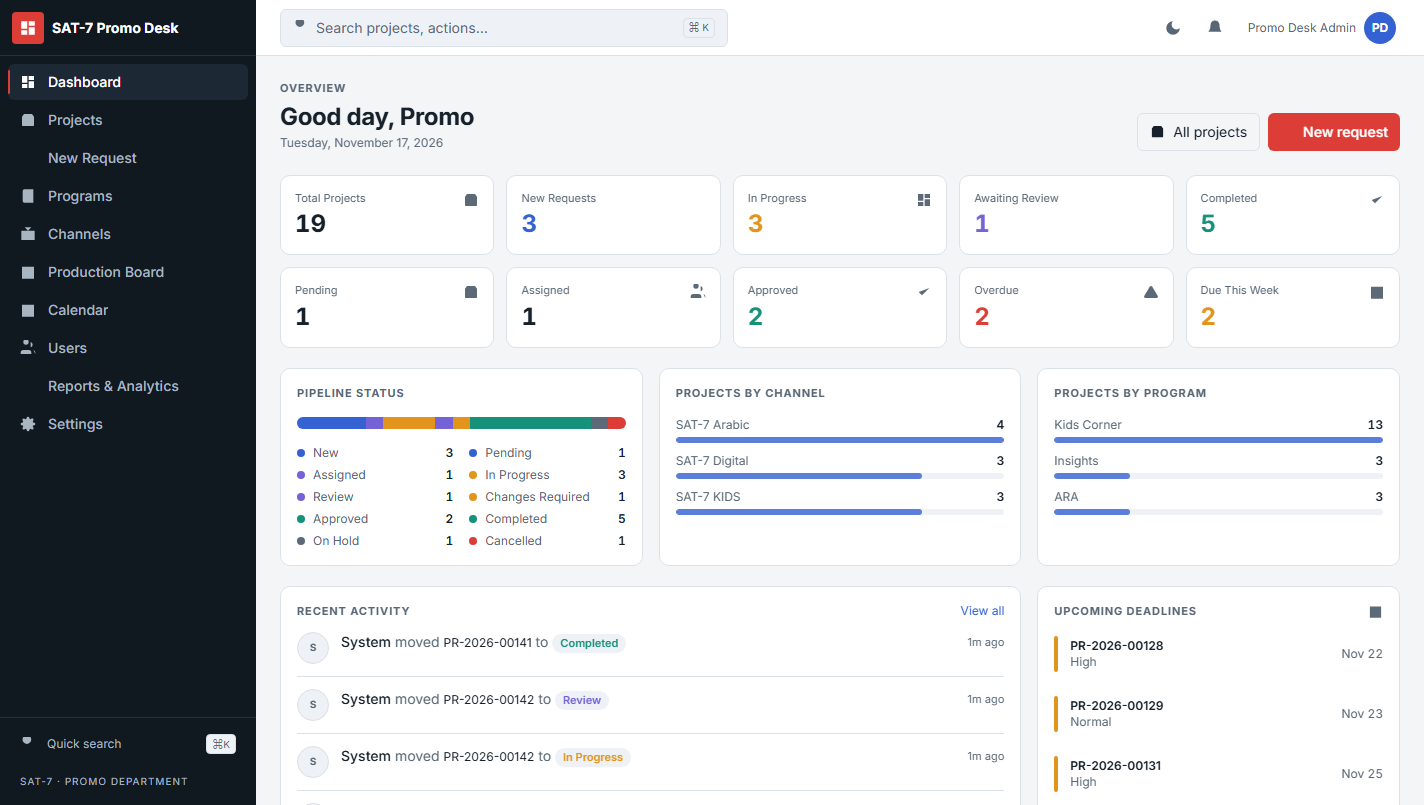 SAT-7 Promo Desk
Search projects, actions...
⌘ K
Promo Desk Admin
PD
Dashboard
Projects
New Request
Programs
Channels
Production Board
Calendar
Users
Reports & Analytics
Settings
Quick search
⌘K
SAT-7 · PROMO DEPARTMENT
OVERVIEW
Good day, Promo
Tuesday, November 17, 2026
All projects
New request
Total Projects
19
New Requests
3
In Progress
3
Awaiting Review
1
Completed
5
Pending
1
Assigned
1
Approved
2
Overdue
2
Due This Week
2
PIPELINE STATUS
New 3
Pending 1
Assigned 1
In Progress 3
Review 1
Changes Required 1
Approved 2
Completed 5
On Hold 1
Cancelled 1
PROJECTS BY CHANNEL
SAT-7 Arabic 4
SAT-7 Digital 3
SAT-7 KIDS 3
PROJECTS BY PROGRAM
Kids Corner 13
Insights 3
ARA 3
RECENT ACTIVITY
View all
S
System moved PR-2026-00141 to Completed
1m ago
S
System moved PR-2026-00142 to Review
1m ago
S
System moved PR-2026-00142 to In Progress
1m ago
UPCOMING DEADLINES
PR-2026-00128
High
Nov 22
PR-2026-00129
Normal
Nov 23
PR-2026-00131
High
Nov 25